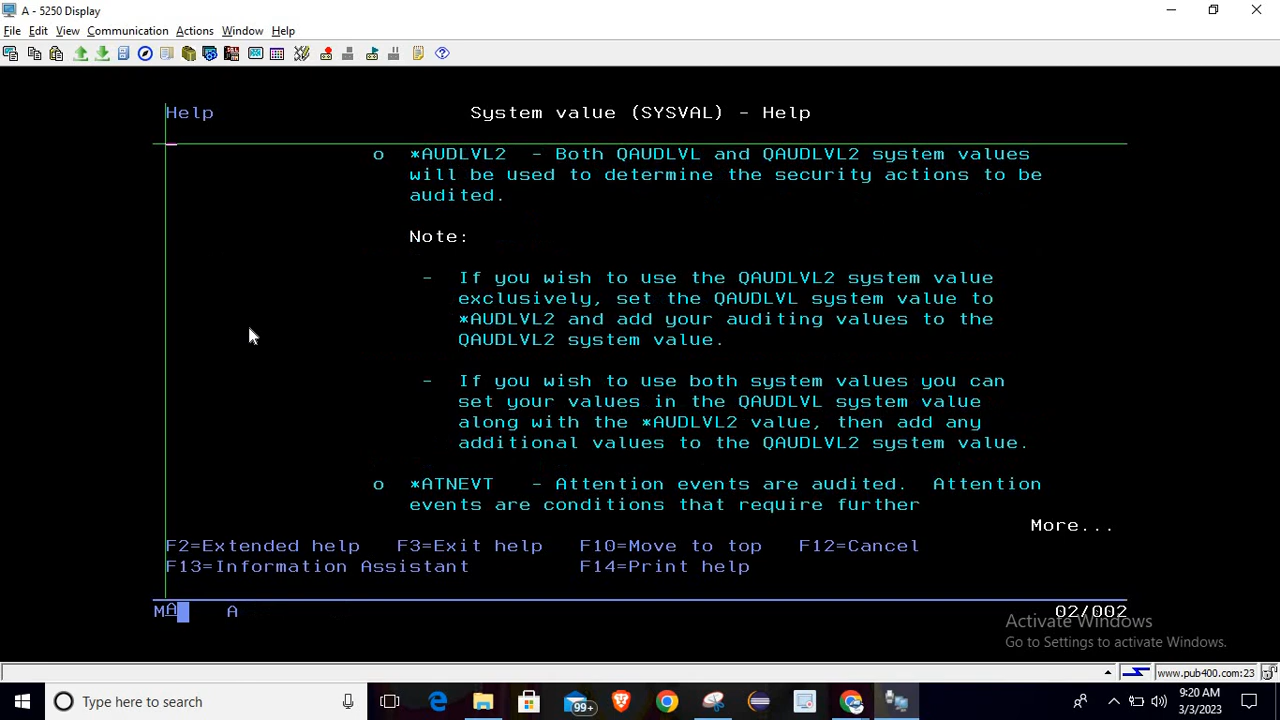 A - 5250 Display
File Edit View Communication Actions Window Help
Help System value (SYSVAL) - Help
o *AUDLVL2 - Both QAUDLVL and QAUDLVL2 system values
will be used to determine the security actions to be
audited.
Note:
- If you wish to use the QAUDLVL2 system value
exclusively, set the QAUDLVL system value to
*AUDLVL2 and add your auditing values to the
QAUDLVL2 system value.
- If you wish to use both system values you can
set your values in the QAUDLVL system value
along with the *AUDLVL2 value, then add any
additional values to the QAUDLVL2 system value.
o *ATNEVT - Attention events are audited. Attention
events are conditions that require further
More...
F2=Extended help F3=Exit help F10=Move to top F12=Cancel
F13=Information Assistant F14=Print help
MA A 02/002
Activate Windows
Go to Settings to activate Windows.
www.pub400.com:23
Type here to search 99+ 9:20 AM
3/3/2023